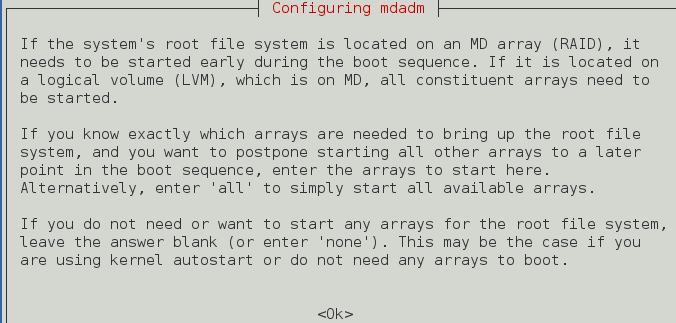 Configuring mdadm
If the system's root file system is located on an MD array (RAID), it
needs to be started early during the boot sequence. If it is located on
a logical volume (LVM), which is on MD, all constituent arrays need to
be started.
If you know exactly which arrays are needed to bring up the root file
system, and you want to postpone starting all other arrays to a later
point in the boot sequence, enter the arrays to start here.
Alternatively, enter 'all' to simply start all available arrays.
If you do not need or want to start any arrays for the root file system,
leave the answer blank (or enter 'none'). This may be the case if you
are using kernel autostart or do not need any arrays to boot.
<Ok>